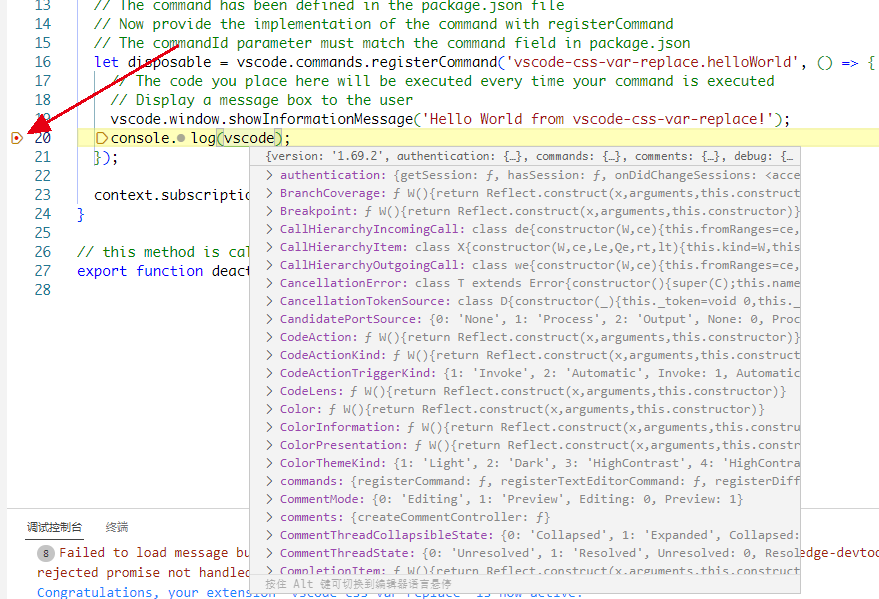 13 // The command has been defined in the package.json file
14 // Now provide the implementation of the command with registerCommand
15 // The commandId parameter must match the command field in package.json
16 let disposable = vscode.commands.registerCommand('vscode-css-var-replace.helloWorld', () => {
17 // The code you place here will be executed every time your command is executed
18 // Display a message box to the user
19 vscode.window.showInformationMessage('Hello World from vscode-css-var-replace!');
20 console. log(vscode);
21 });
{version: '1.69.2', authentication: {…}, commands: {…}, comments: {…}, debug: {…
22
23 context.subscriptio
24 }
25
26 // this method is cal
27 export function deact
28
> authentication: {getSession: ƒ, hasSession: ƒ, onDidChangeSessions: <acce
> BranchCoverage: ƒ W(){return Reflect.construct(x,arguments,this.construct
> Breakpoint: ƒ W(){return Reflect.construct(x,arguments,this.constructor)}
> CallHierarchyIncomingCall: class de{constructor(W,ce){this.fromRanges=ce,
> CallHierarchyItem: class X{constructor(W,ce,Le,Qe,rt,lt){this.kind=W,this
> CallHierarchyOutgoingCall: class we{constructor(W,ce){this.fromRanges=ce,
> CancellationError: class T extends Error{constructor(){super(C);this.name
> CancellationTokenSource: class D{constructor(_){this._token=void 0,this._
> CandidatePortSource: {0: 'None', 1: 'Process', 2: 'Output', None: 0, Proc
> CodeAction: ƒ W(){return Reflect.construct(x,arguments,this.constructor)}
> CodeActionKind: ƒ W(){return Reflect.construct(x,arguments,this.construct
> CodeActionTriggerKind: {1: 'Invoke', 2: 'Automatic', Invoke: 1, Automatic
> CodeLens: ƒ W(){return Reflect.construct(x,arguments,this.constructor)}
> Color: ƒ W(){return Reflect.construct(x,arguments,this.constructor)}
> ColorInformation: ƒ W(){return Reflect.construct(x,arguments,this.constru
> ColorPresentation: ƒ W(){return Reflect.construct(x,arguments,this.constr
> ColorThemeKind: {1: 'Light', 2: 'Dark', 3: 'HighContrast', 4: 'HighContra
> commands: {registerCommand: ƒ, registerTextEditorCommand: ƒ, registerDiff
> CommentMode: {0: 'Editing', 1: 'Preview', Editing: 0, Preview: 1}
> comments: {createCommentController: ƒ}
> CommentThreadCollapsibleState: {0: 'Collapsed', 1: 'Expanded', Collapsed:
> CommentThreadState: {0: 'Unresolved', 1: 'Resolved', Unresolved: 0, Resol
> CompletionItem: ƒ W(){return Reflect.construct(x,arguments,this.construct
按住 Alt 键可切换到编辑器语言悬停
调试控制台 终端
8 Failed to load message bu
edge-devtoo
rejected promise not handled
Congratulations, your extension "vscode-css-var-replace" is now active!